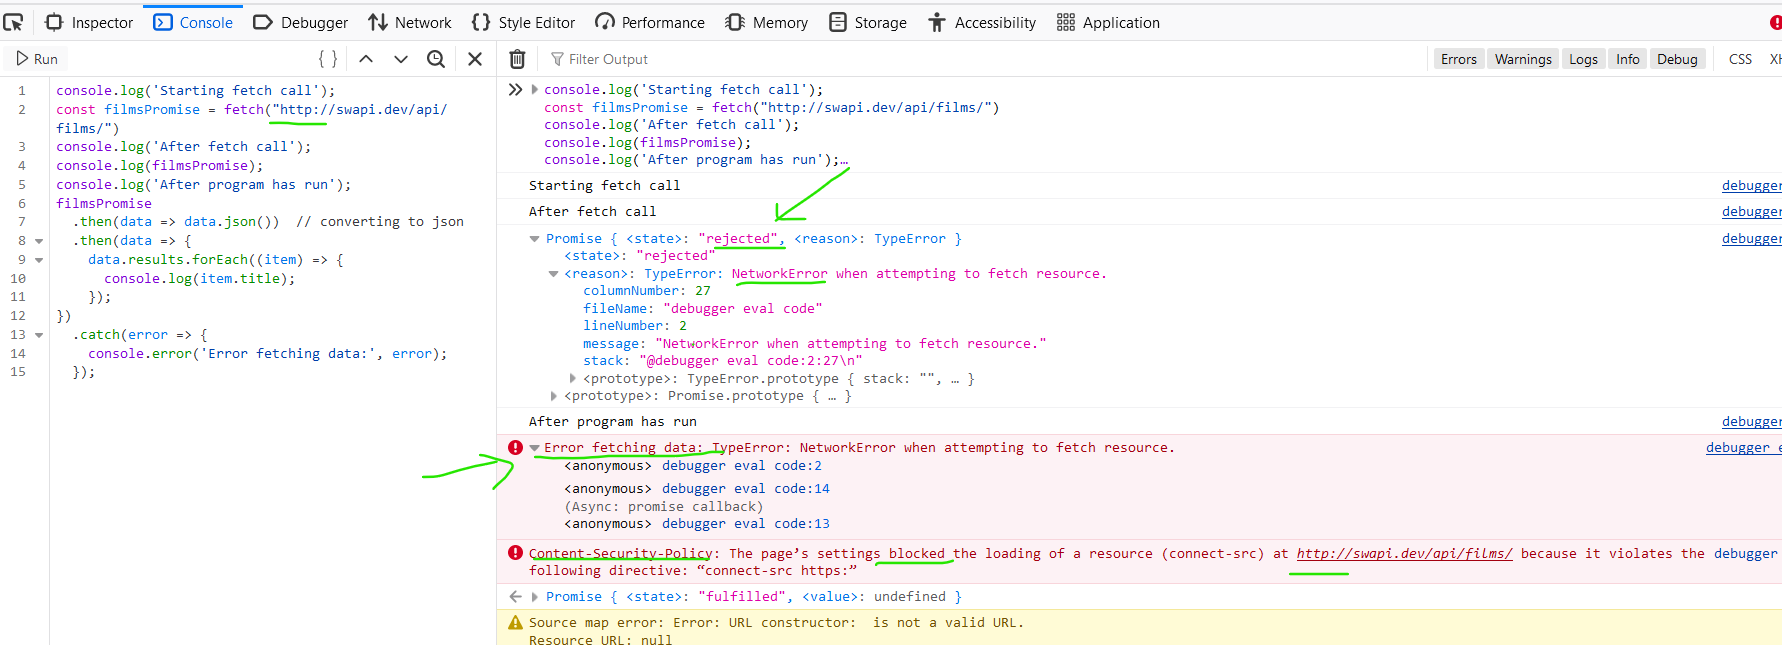 Inspector Console Debugger Network Style Editor Performance Memory Storage Accessibility Application
Run { } Filter Output Errors Warnings Logs Info Debug CSS
1 console.log('Starting fetch call');
2 const filmsPromise = fetch("http://swapi.dev/api/
films/")
3 console.log('After fetch call');
4 console.log(filmsPromise);
5 console.log('After program has run');
6 filmsPromise
7 .then(data => data.json()) // converting to json
8 .then(data => {
9 data.results.forEach((item) => {
10 console.log(item.title);
11 });
12 })
13 .catch(error => {
14 console.error('Error fetching data:', error);
15 });
console.log('Starting fetch call');
const filmsPromise = fetch("http://swapi.dev/api/films/")
console.log('After fetch call');
console.log(filmsPromise);
console.log('After program has run');…
Starting fetch call debugger
After fetch call debugger
Promise { <state>: "rejected", <reason>: TypeError } debugger
<state>: "rejected"
<reason>: TypeError: NetworkError when attempting to fetch resource.
columnNumber: 27
fileName: "debugger eval code"
lineNumber: 2
message: "NetworkError when attempting to fetch resource."
stack: "@debugger eval code:2:27\n"
<prototype>: TypeError.prototype { stack: "", … }
<prototype>: Promise.prototype { … }
After program has run debugger
Error fetching data: TypeError: NetworkError when attempting to fetch resource. debugger e
<anonymous> debugger eval code:2
<anonymous> debugger eval code:14
(Async: promise callback)
<anonymous> debugger eval code:13
Content-Security-Policy: The page’s settings blocked the loading of a resource (connect-src) at http://swapi.dev/api/films/ because it violates the debugger
following directive: “connect-src https:”
Promise { <state>: "fulfilled", <value>: undefined }
Source map error: Error: URL constructor:  is not a valid URL.
Resource URL: null